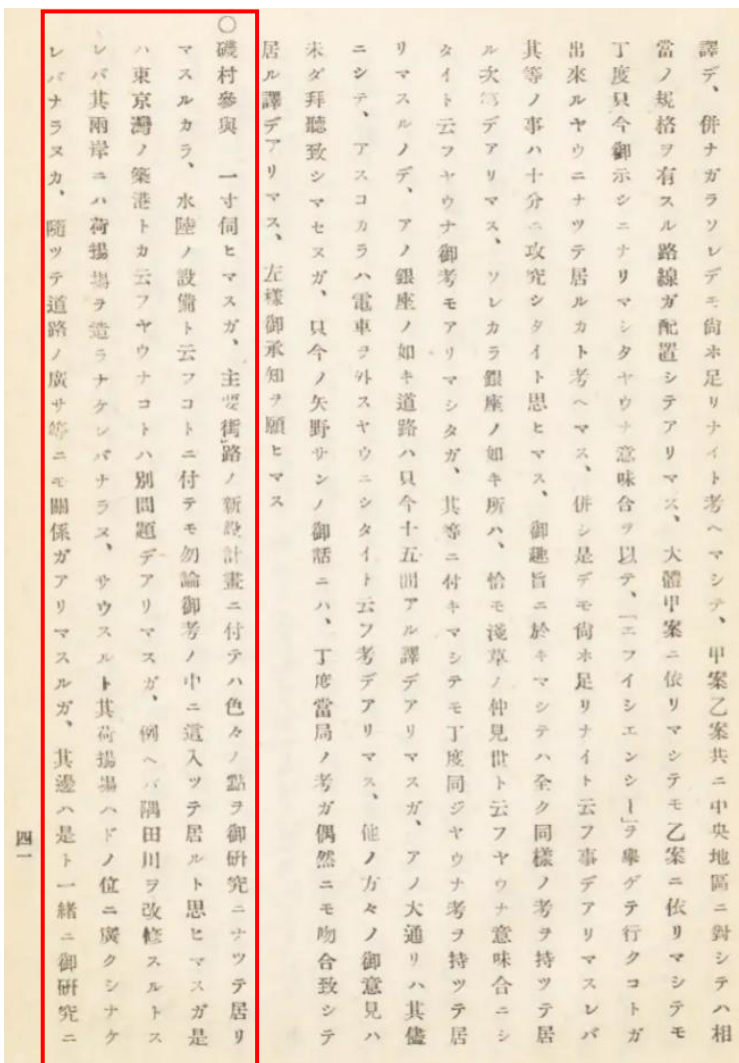 譯デ、併ナガラソレデモ尙ホ足リナイト考ヘマシテ、甲案乙案共ニ中央地區ニ對シテハ相
當ノ規格ヲ有スル路線ガ配置シテアリマス、大體甲案ニ依リマシテモ乙案ニ依リマシテモ
丁度只今御示シニナリマシタヤウナ意味合ヲ以テ、「エフイシエンシー」ヲ擧ゲテ行クコトガ
出來ルヤウニナツテ居ルカト考ヘマス、併シ是デモ尙ホ足リナイト云フ事デアリマスレバ
其等ノ事ハ十分ニ攻究シタイト思ヒマス、御趣旨ニ於キマシテハ全ク同樣ノ考ヲ持ツテ居
ル次第デアリマス、ソレカラ銀座ノ如キ所ハ、恰モ淺草ノ仲見世ト云フヤウナ意味合ニシ
タイト云フヤウナ御考モアリマシタガ、其等ニ付キマシテモ丁度同ジヤウナ考ヲ持ツテ居
リマスルノデ、アノ銀座ノ如キ道路ハ只今十五間アル譯デアリマスガ、アノ大通リハ其儘
ニシテ、アスコカラハ電車ヲ外スヤウニシタイト云フ考デアリマス、他ノ方々ノ御意見ハ
未ダ拜聽致シマセヌガ、只今ノ矢野サンノ御話ニハ、丁度當局ノ考ガ偶然ニモ吻合致シテ
居ル譯デアリマス、左樣御承知ヲ願ヒマス
〇磯村參與 一寸伺ヒマスガ、主要街路ノ新設計畫ニ付テハ色々ノ點ヲ御硏究ニナツテ居リ
マスルカラ、水陸ノ設備ト云フコトニ付テモ勿論御考ノ中ニ這入ツテ居ルト思ヒマスガ是
ハ東京灣ノ築港トカ云フヤウナコトハ別問題デアリマスガ、例ヘバ隅田川ヲ改修スルトス
レバ其兩岸ニハ荷揚場ヲ造ラナケレバナラヌ、サウスルト其荷揚場ハドノ位ニ廣クシナケ
レバナラヌカ、隨ツテ道路ノ廣サ等ニモ關係ガアリマスルガ、其邊ハ是ト一緖ニ御硏究ニ
四一